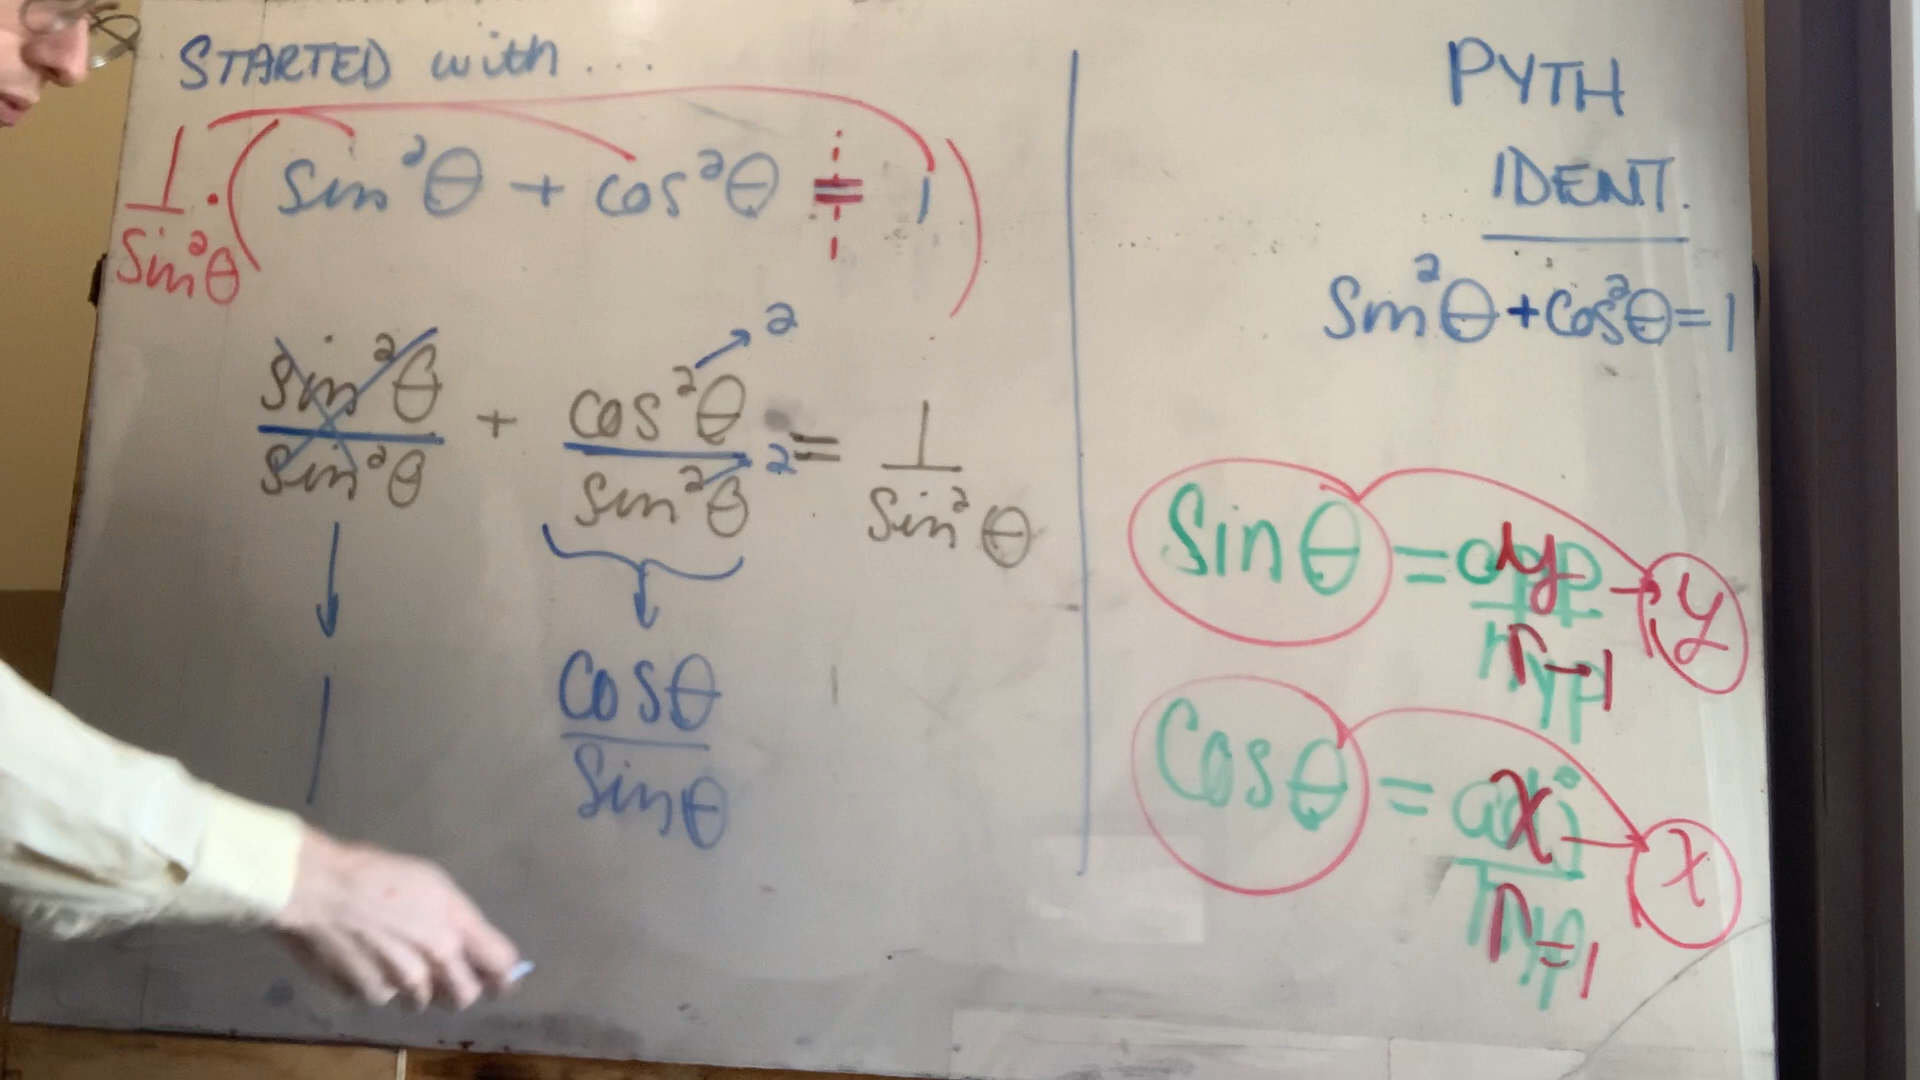 STARTED with ...
1/sin²θ · (sin²θ + cos²θ = 1)
sin²θ/sin²θ + cos²θ/sin²θ = 1/sin²θ
2
2
1
cosθ/sinθ
PYTH
IDENT.
sin²θ + cos²θ = 1
sinθ = opp/hyp
y
r → 1
y
cosθ = adj/hyp
x
r = 1
x